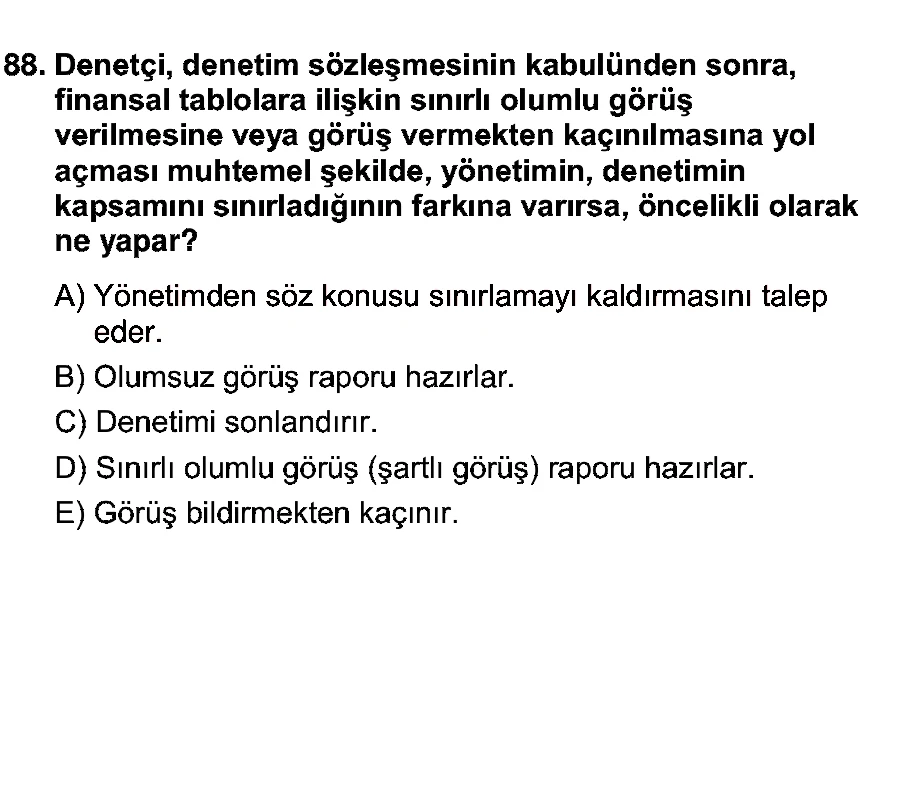 88. Denetçi, denetim sözleşmesinin kabulünden sonra,
finansal tablolara ilişkin sınırlı olumlu görüş
verilmesine veya görüş vermekten kaçınılmasına yol
açması muhtemel şekilde, yönetimin, denetimin
kapsamını sınırladığının farkına varırsa, öncelikli olarak
ne yapar?
A) Yönetimden söz konusu sınırlamayı kaldırmasını talep
eder.
B) Olumsuz görüş raporu hazırlar.
C) Denetimi sonlandırır.
D) Sınırlı olumlu görüş (şartlı görüş) raporu hazırlar.
E) Görüş bildirmekten kaçınır.